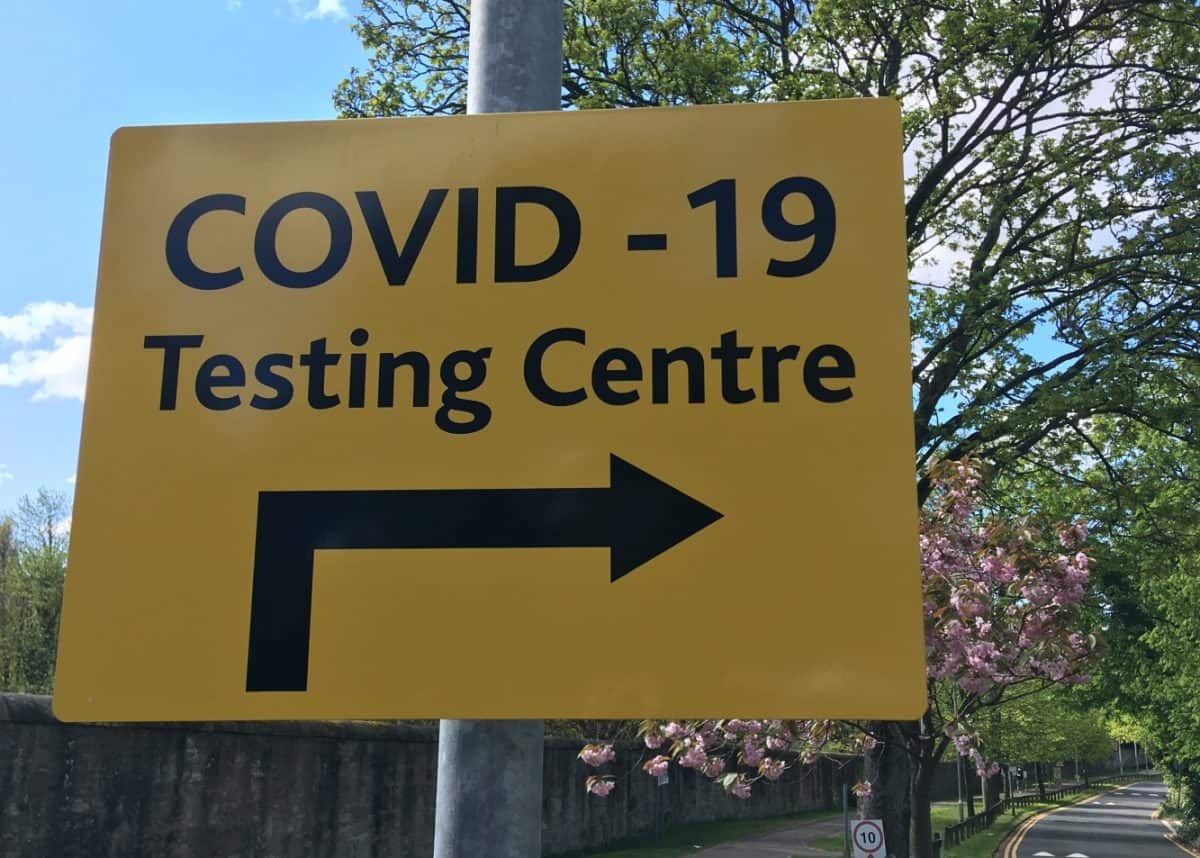 COVID -19
Testing Centre
10